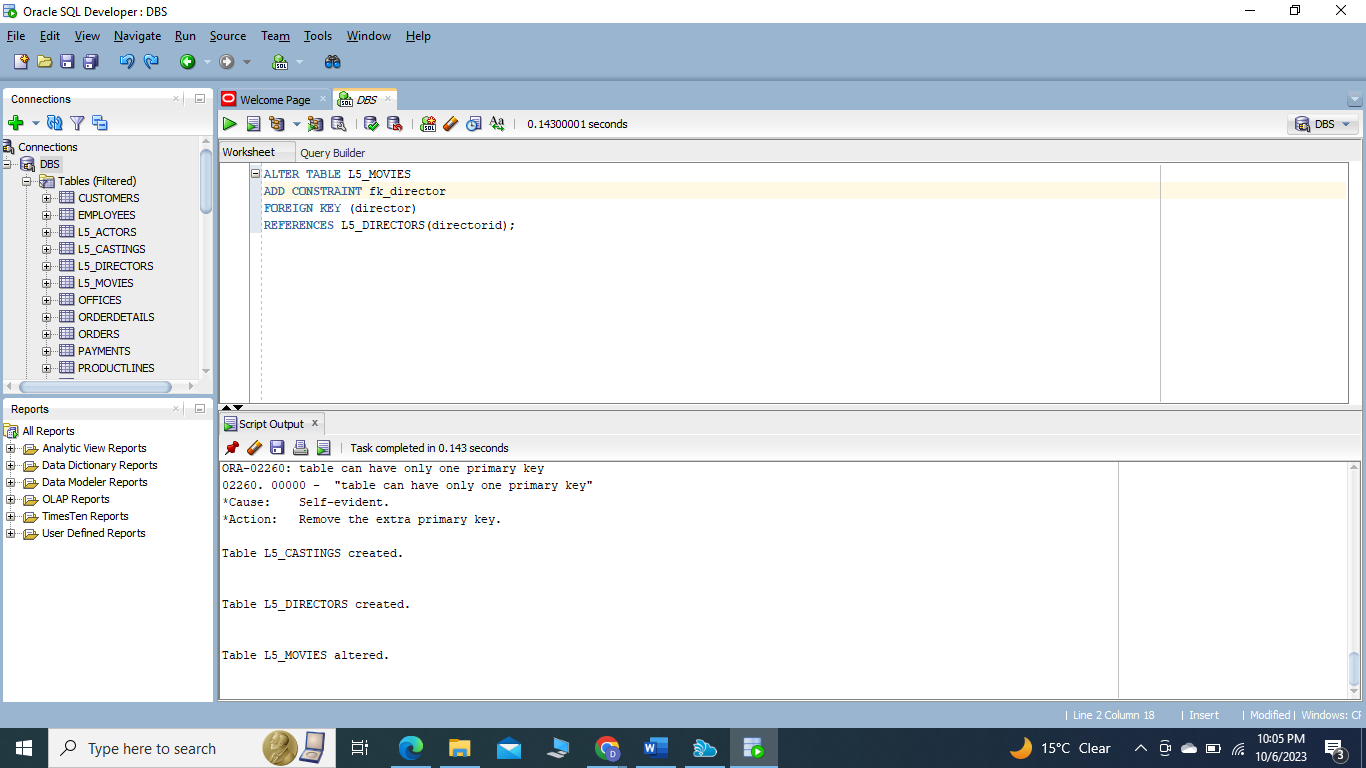 Oracle SQL Developer : DBS
File Edit View Navigate Run Source Team Tools Window Help
Connections
Connections
DBS
Tables (Filtered)
CUSTOMERS
EMPLOYEES
L5_ACTORS
L5_CASTINGS
L5_DIRECTORS
L5_MOVIES
OFFICES
ORDERDETAILS
ORDERS
PAYMENTS
PRODUCTLINES
Reports
All Reports
Analytic View Reports
Data Dictionary Reports
Data Modeler Reports
OLAP Reports
TimesTen Reports
User Defined Reports
Welcome Page DBS
SQL
SQL Aa 0.14300001 seconds DBS
Worksheet Query Builder
ALTER TABLE L5_MOVIES
ADD CONSTRAINT fk_director
FOREIGN KEY (director)
REFERENCES L5_DIRECTORS(directorid);
Script Output x
Task completed in 0.143 seconds
ORA-02260: table can have only one primary key
02260. 00000 - "table can have only one primary key"
*Cause: Self-evident.
*Action: Remove the extra primary key.
Table L5_CASTINGS created.
Table L5_DIRECTORS created.
Table L5_MOVIES altered.
| Line 2 Column 18 | Insert | Modified | Windows: CF
Type here to search
W
D
15°C Clear
10:05 PM
10/6/2023
3